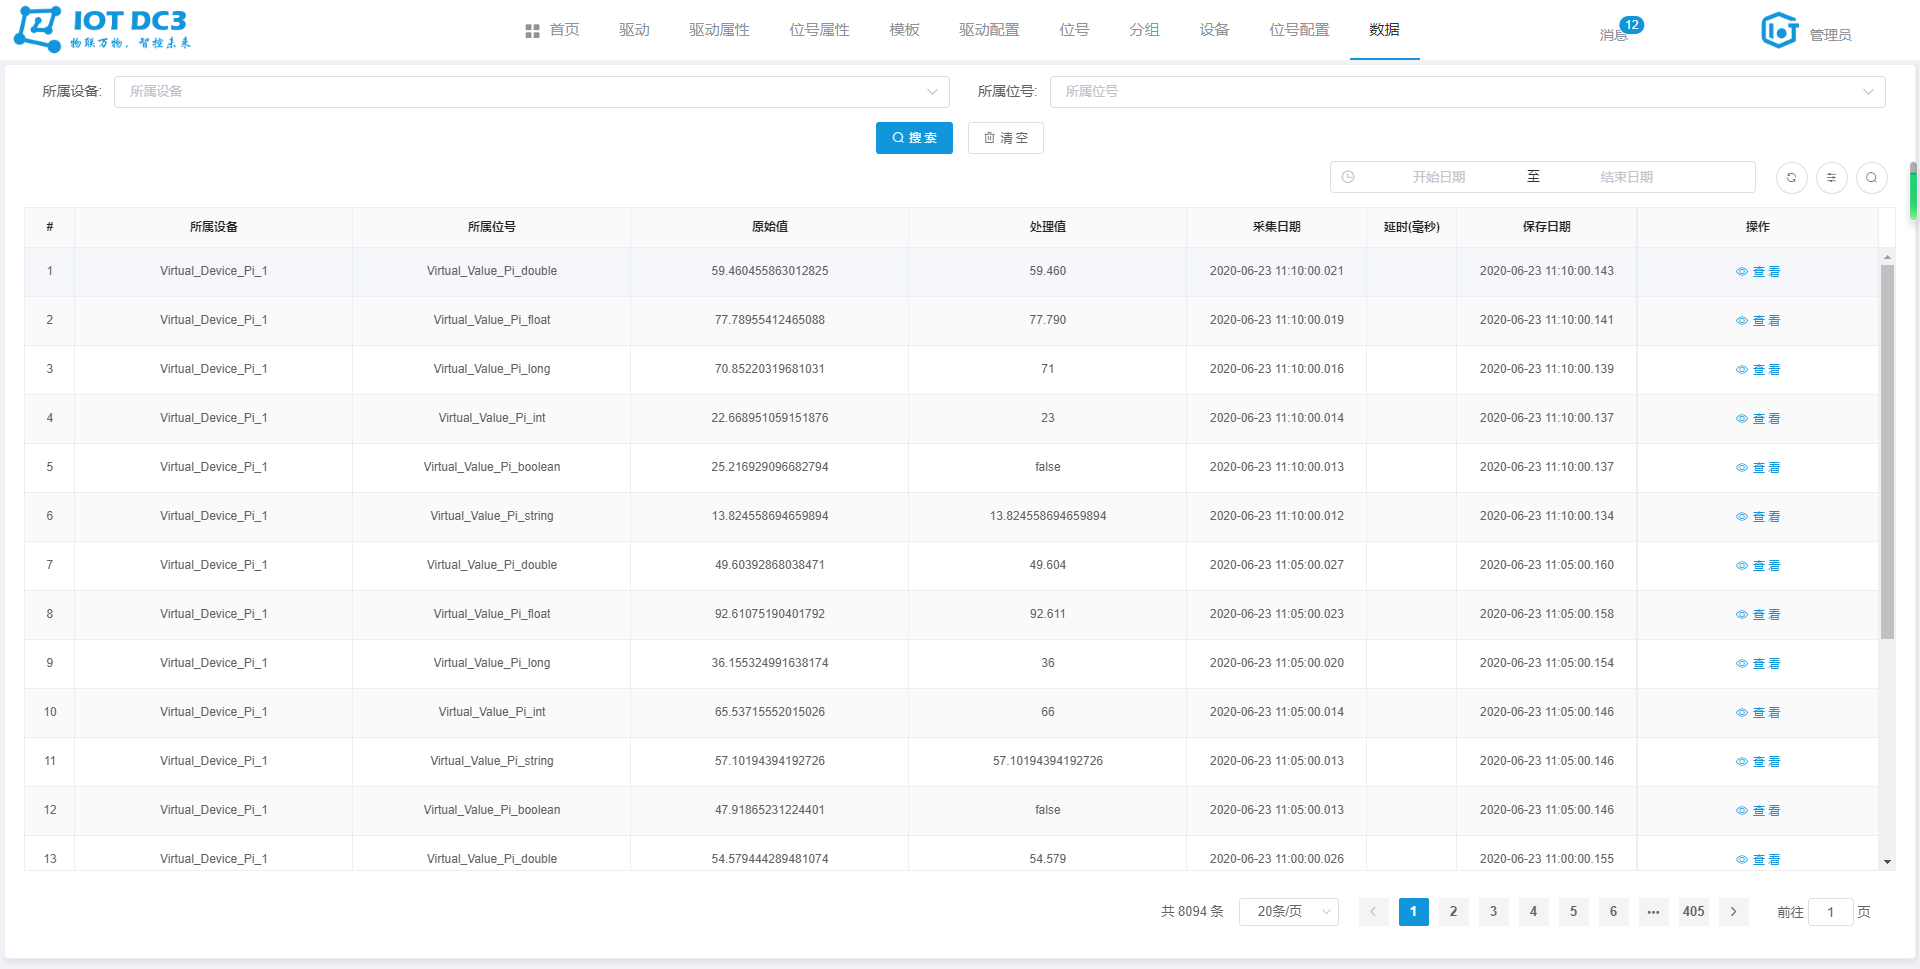 IOT DC3
物联万物，智控未来
首页 驱动 驱动属性 位号属性 模板 驱动配置 位号 分组 设备 位号配置 数据
消息 12
管理员
所属设备: 所属设备 所属位号: 所属位号
搜索 清空
开始日期 至 结束日期
# 所属设备 所属位号 原始值 处理值 采集日期 延时(毫秒) 保存日期 操作
1 Virtual_Device_Pi_1 Virtual_Value_Pi_double 59.460455863012825 59.460 2020-06-23 11:10:00.021 2020-06-23 11:10:00.143 查看
2 Virtual_Device_Pi_1 Virtual_Value_Pi_float 77.78955412465088 77.790 2020-06-23 11:10:00.019 2020-06-23 11:10:00.141 查看
3 Virtual_Device_Pi_1 Virtual_Value_Pi_long 70.85220319681031 71 2020-06-23 11:10:00.016 2020-06-23 11:10:00.139 查看
4 Virtual_Device_Pi_1 Virtual_Value_Pi_int 22.668951059151876 23 2020-06-23 11:10:00.014 2020-06-23 11:10:00.137 查看
5 Virtual_Device_Pi_1 Virtual_Value_Pi_boolean 25.216929096682794 false 2020-06-23 11:10:00.013 2020-06-23 11:10:00.137 查看
6 Virtual_Device_Pi_1 Virtual_Value_Pi_string 13.824558694659894 13.824558694659894 2020-06-23 11:10:00.012 2020-06-23 11:10:00.134 查看
7 Virtual_Device_Pi_1 Virtual_Value_Pi_double 49.60392868038471 49.604 2020-06-23 11:05:00.027 2020-06-23 11:05:00.160 查看
8 Virtual_Device_Pi_1 Virtual_Value_Pi_float 92.61075190401792 92.611 2020-06-23 11:05:00.023 2020-06-23 11:05:00.158 查看
9 Virtual_Device_Pi_1 Virtual_Value_Pi_long 36.155324991638174 36 2020-06-23 11:05:00.020 2020-06-23 11:05:00.154 查看
10 Virtual_Device_Pi_1 Virtual_Value_Pi_int 65.53715552015026 66 2020-06-23 11:05:00.014 2020-06-23 11:05:00.146 查看
11 Virtual_Device_Pi_1 Virtual_Value_Pi_string 57.10194394192726 57.10194394192726 2020-06-23 11:05:00.013 2020-06-23 11:05:00.146 查看
12 Virtual_Device_Pi_1 Virtual_Value_Pi_boolean 47.91865231224401 false 2020-06-23 11:05:00.013 2020-06-23 11:05:00.146 查看
13 Virtual_Device_Pi_1 Virtual_Value_Pi_double 54.579444289481074 54.579 2020-06-23 11:00:00.026 2020-06-23 11:00:00.155 查看
共 8094 条 20条/页 1 2 3 4 5 6 ••• 405 前往 1 页